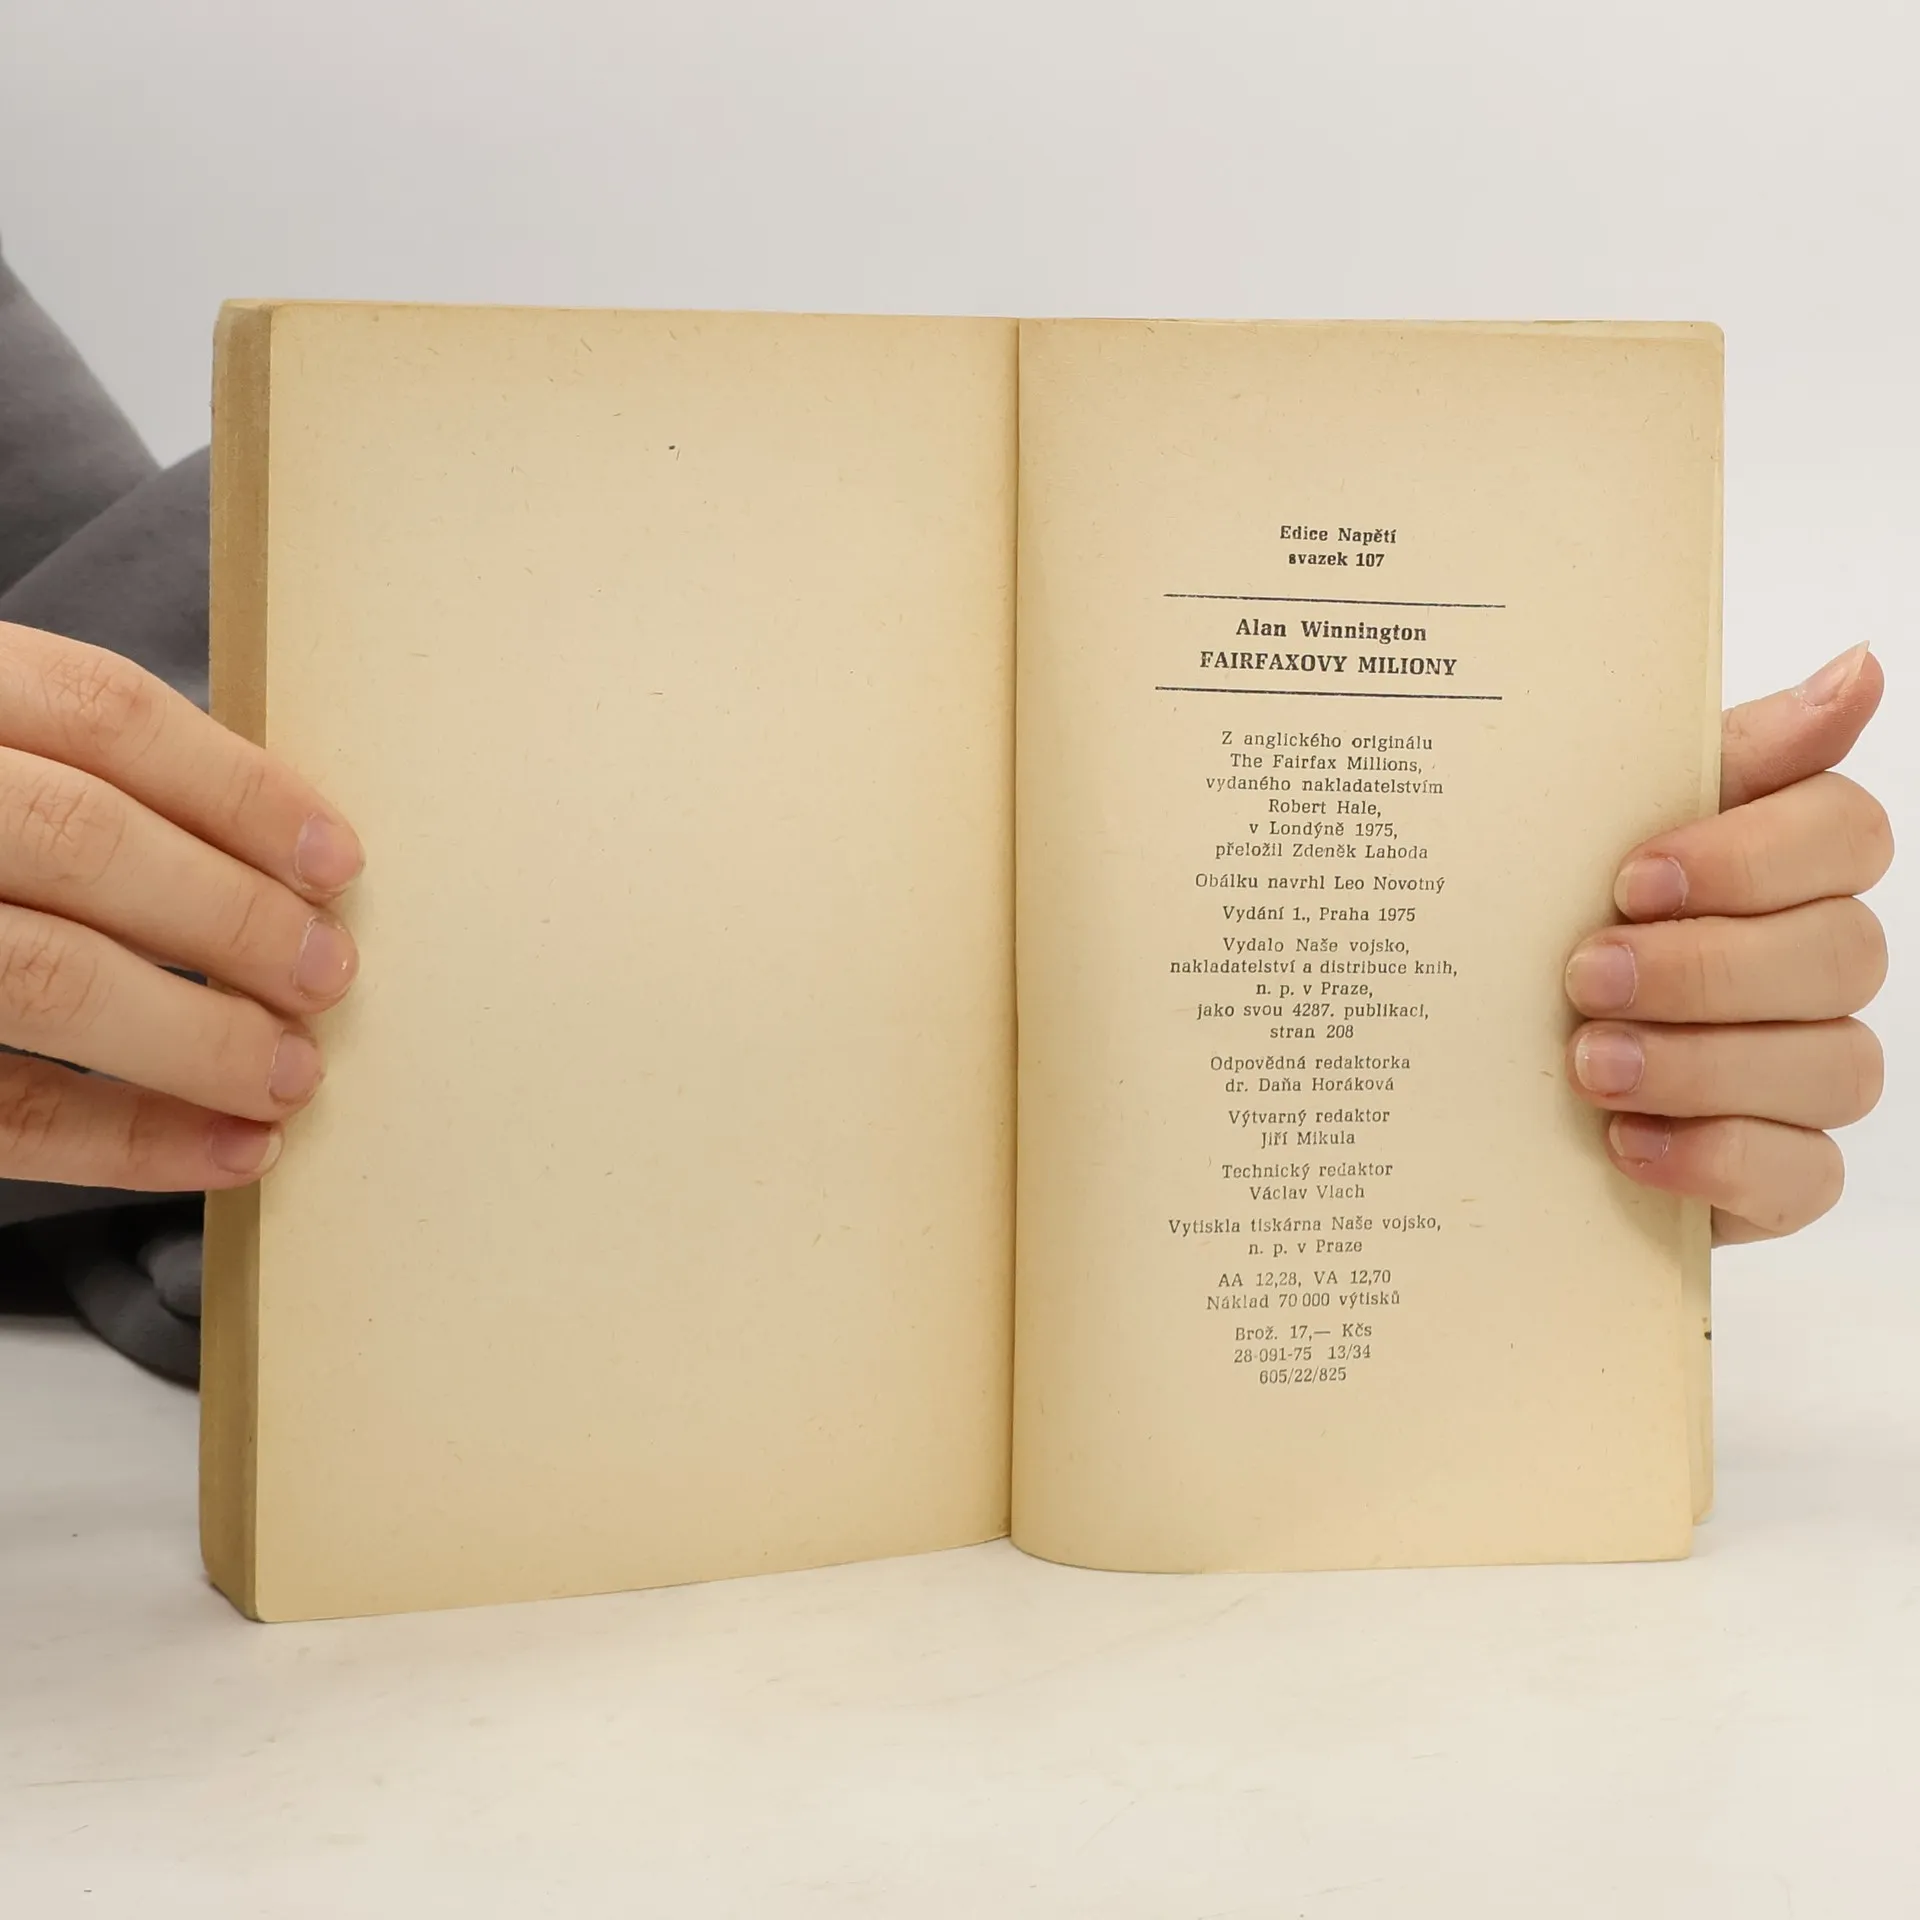 Edice Napětí
svazek 107
Alan Winnington
FAIRFAXOVY MILIONY
Z anglického originálu
The Fairfax Millions,
vydaného nakladatelstvím
Robert Hale,
v Londýně 1975,
přeložil Zdeněk Lahoda
Obálku navrhl Leo Novotný
Vydání 1., Praha 1975
Vydalo Naše vojsko,
nakladatelství a distribuce knih,
n. p. v Praze,
jako svou 4287. publikaci,
stran 208
Odpovědná redaktorka
dr. Daňa Horáková
Výtvarný redaktor
Jiří Mikula
Technický redaktor
Václav Vlach
Vytiskla tiskárna Naše vojsko,
n. p. v Praze
AA 12,28, VA 12,70
Náklad 70 000 výtisků
Brož. 17,— Kčs
28-091-75 13/34
605/22/825